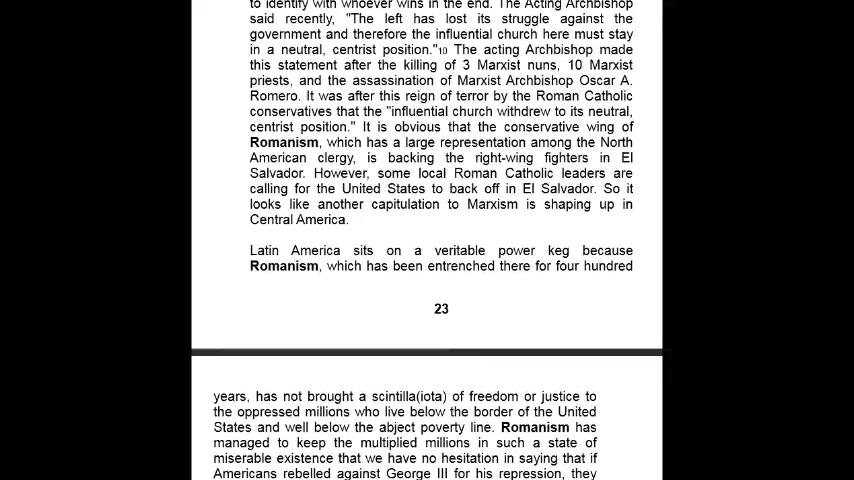 to identify with whoever wins in the end. The Acting Archbishop
said recently, "The left has lost its struggle against the
government and therefore the influential church here must stay
in a neutral, centrist position."10 The acting Archbishop made
this statement after the killing of 3 Marxist nuns, 10 Marxist
priests, and the assassination of Marxist Archbishop Oscar A.
Romero. It was after this reign of terror by the Roman Catholic
conservatives that the "influential church withdrew to its neutral,
centrist position." It is obvious that the conservative wing of
Romanism, which has a large representation among the North
American clergy, is backing the right-wing fighters in El
Salvador. However, some local Roman Catholic leaders are
calling for the United States to back off in El Salvador. So it
looks like another capitulation to Marxism is shaping up in
Central America.
Latin America sits on a veritable power keg because
Romanism, which has been entrenched there for four hundred
23
years, has not brought a scintilla(iota) of freedom or justice to
the oppressed millions who live below the border of the United
States and well below the abject poverty line. Romanism has
managed to keep the multiplied millions in such a state of
miserable existence that we have no hesitation in saying that if
Americans rebelled against George III for his repression, they